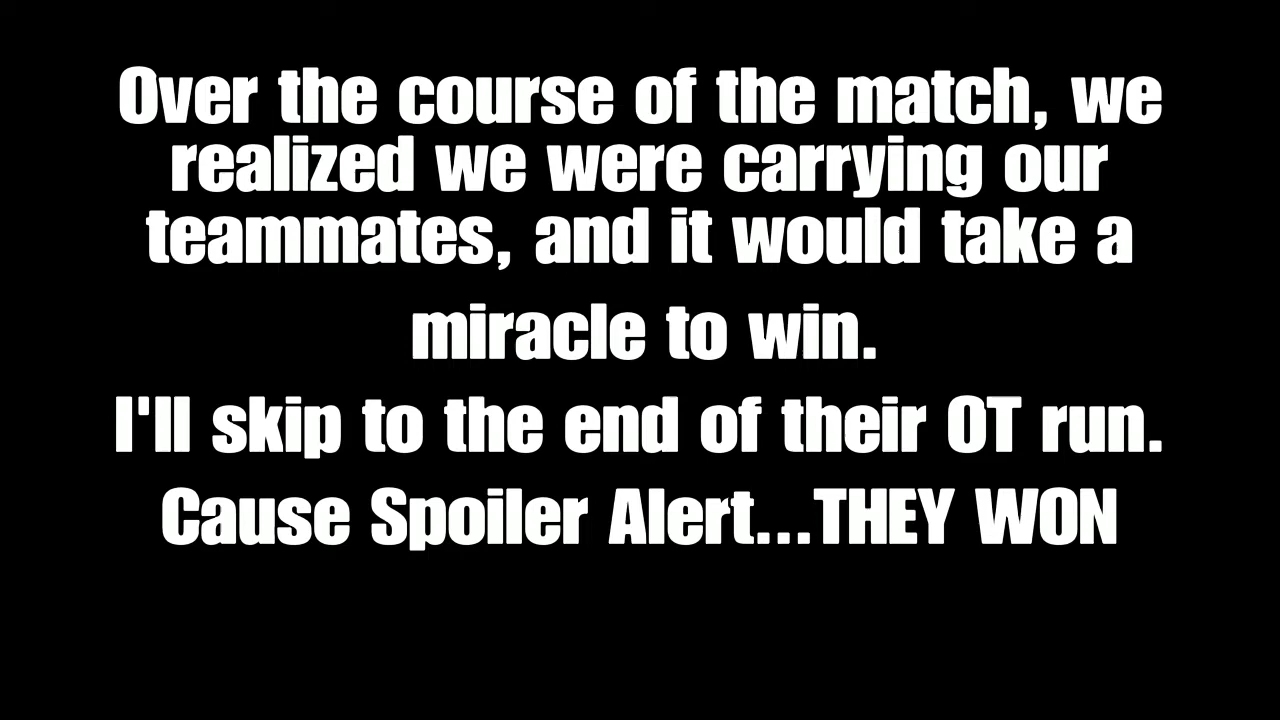 Over the course of the match, we
realized we were carrying our
teammates, and it would take a
miracle to win.
I'll skip to the end of their OT run.
Cause Spoiler Alert...THEY WON